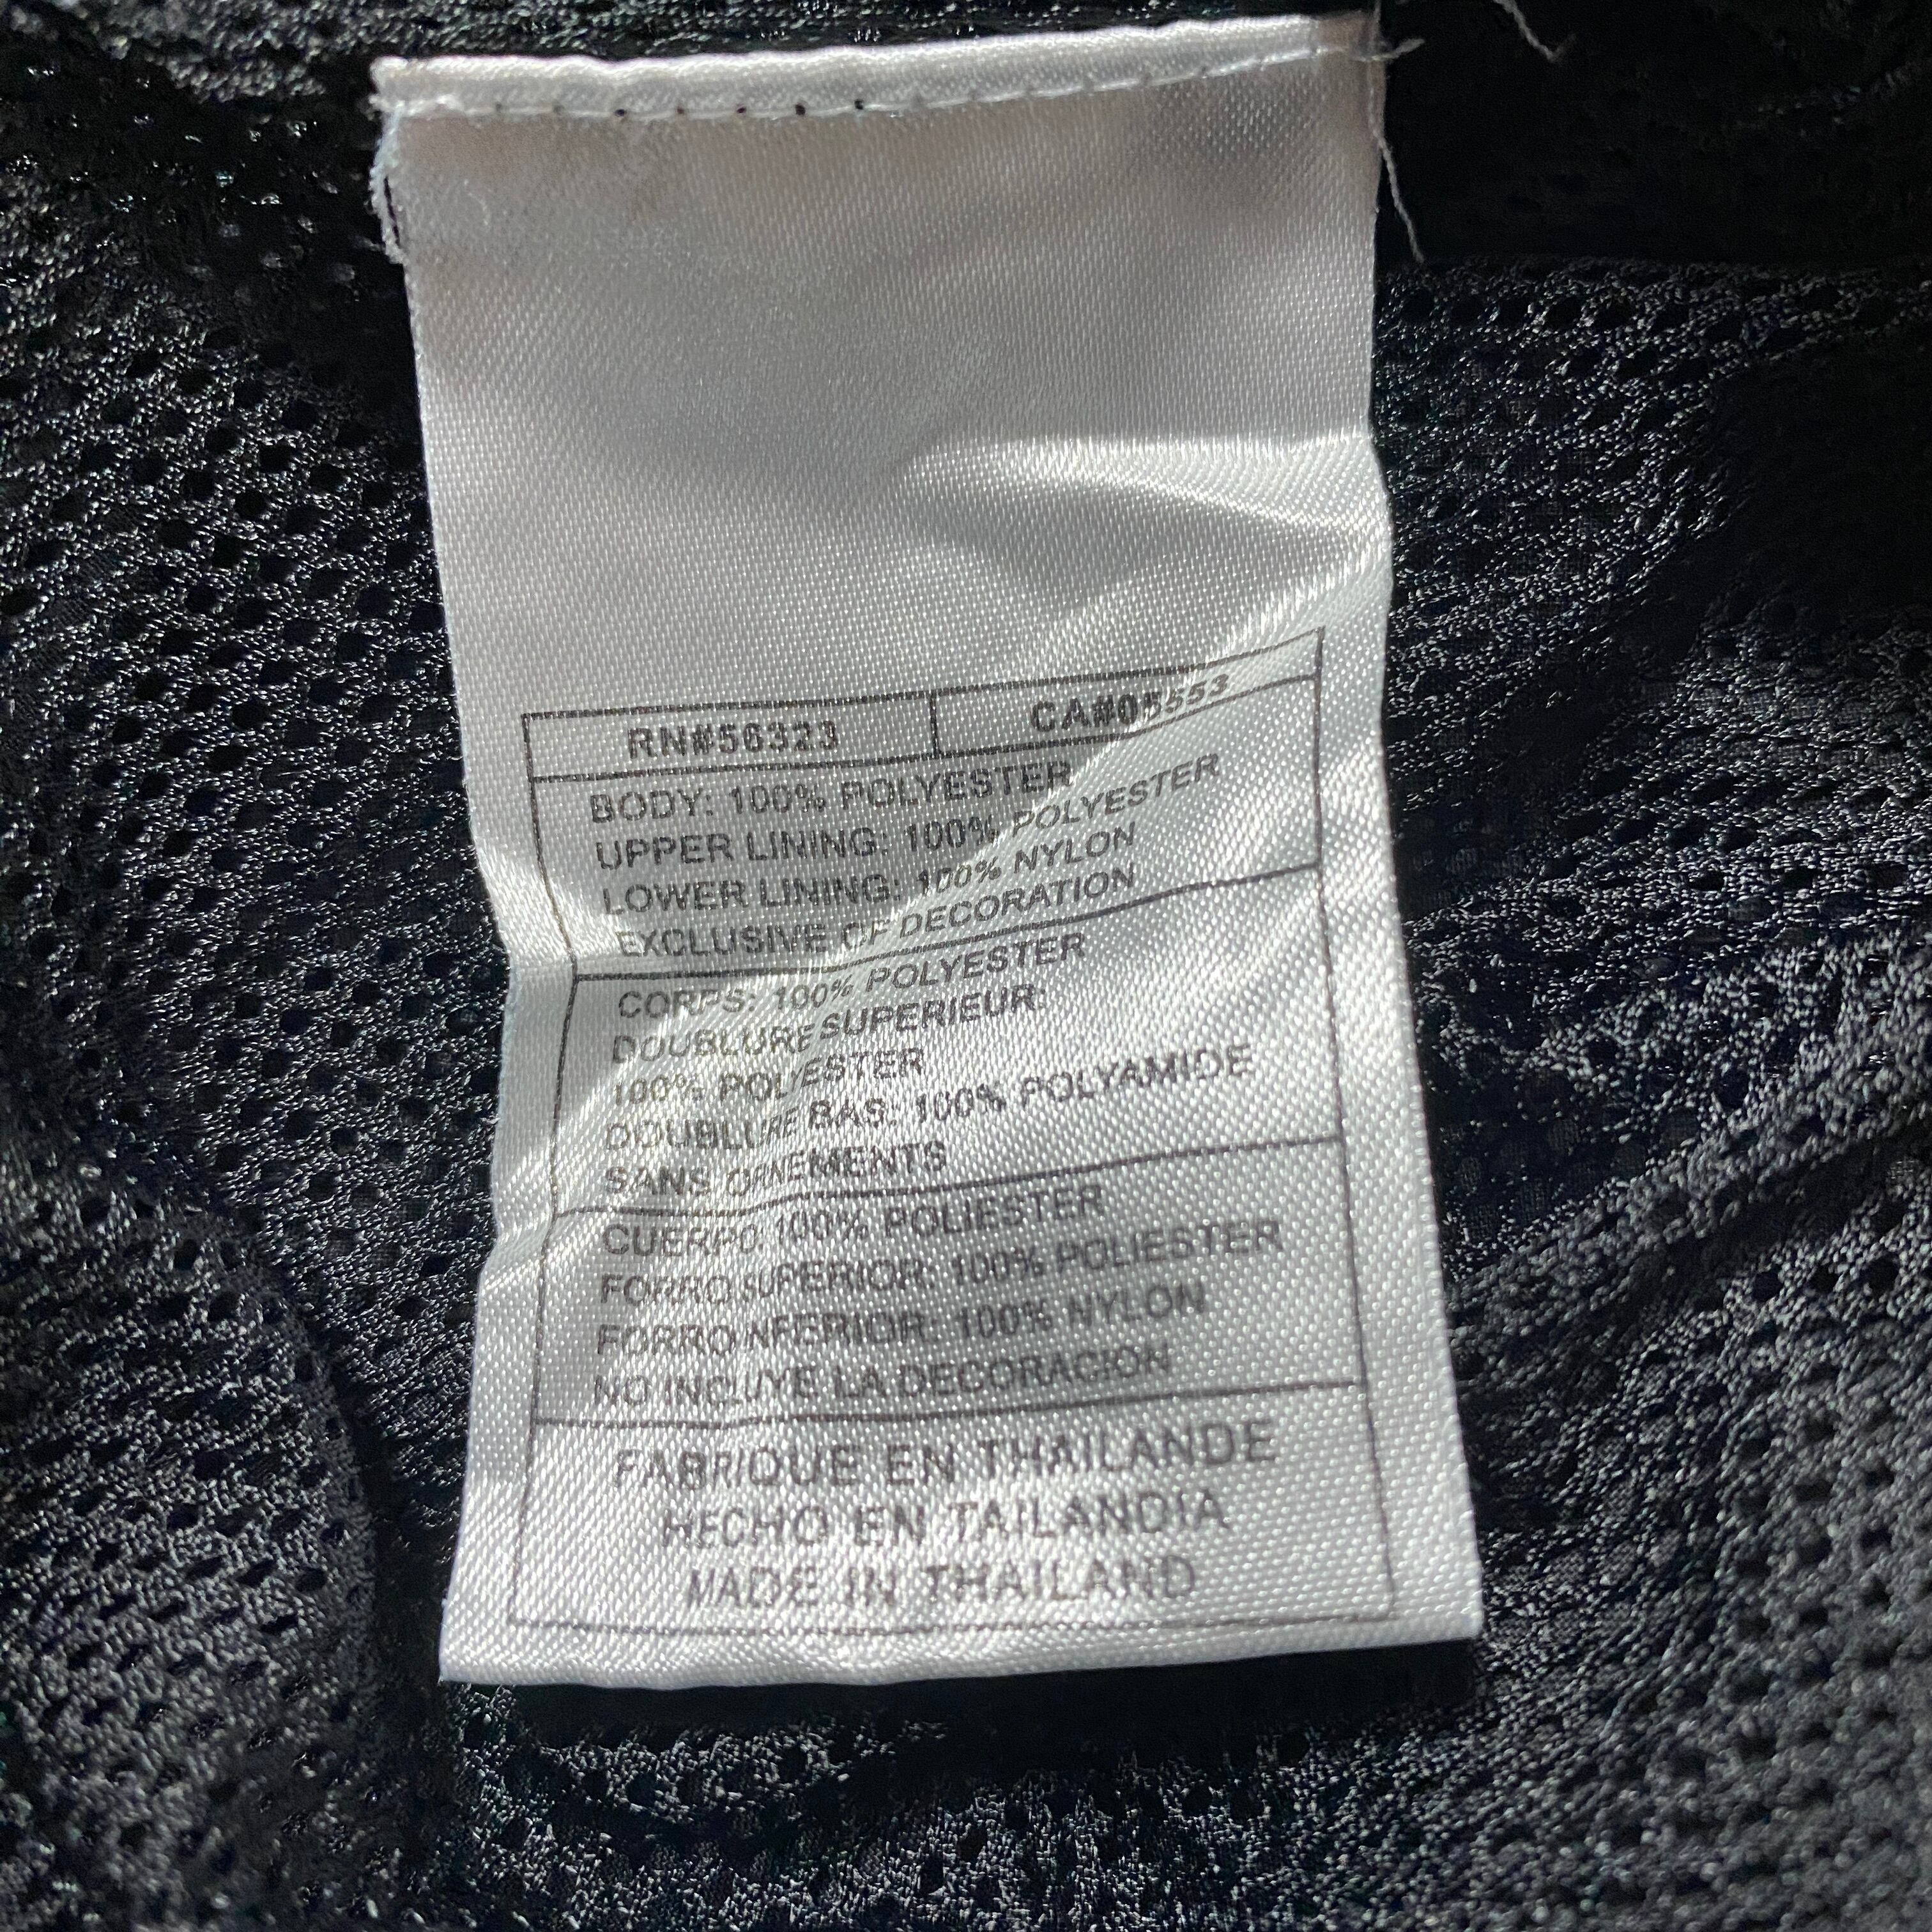 RN#56323 CA#05553
BODY: 100% POLYESTER
UPPER LINING: 100% POLYESTER
LOWER LINING: 100% NYLON
EXCLUSIVE OF DECORATION
CORPS: 100% POLYESTER
DOUBLURE SUPERIEUR:
100% POLYESTER
DOUBLURE BAS: 100% POLYAMIDE
SANS ORNEMENTS
CUERPO: 100% POLIESTER
FORRO SUPERIOR: 100% POLIESTER
FORRO INFERIOR: 100% NYLON
NO INCLUYE LA DECORACION
FABRIQUE EN THAILANDE
HECHO EN TAILANDIA
MADE IN THAILAND